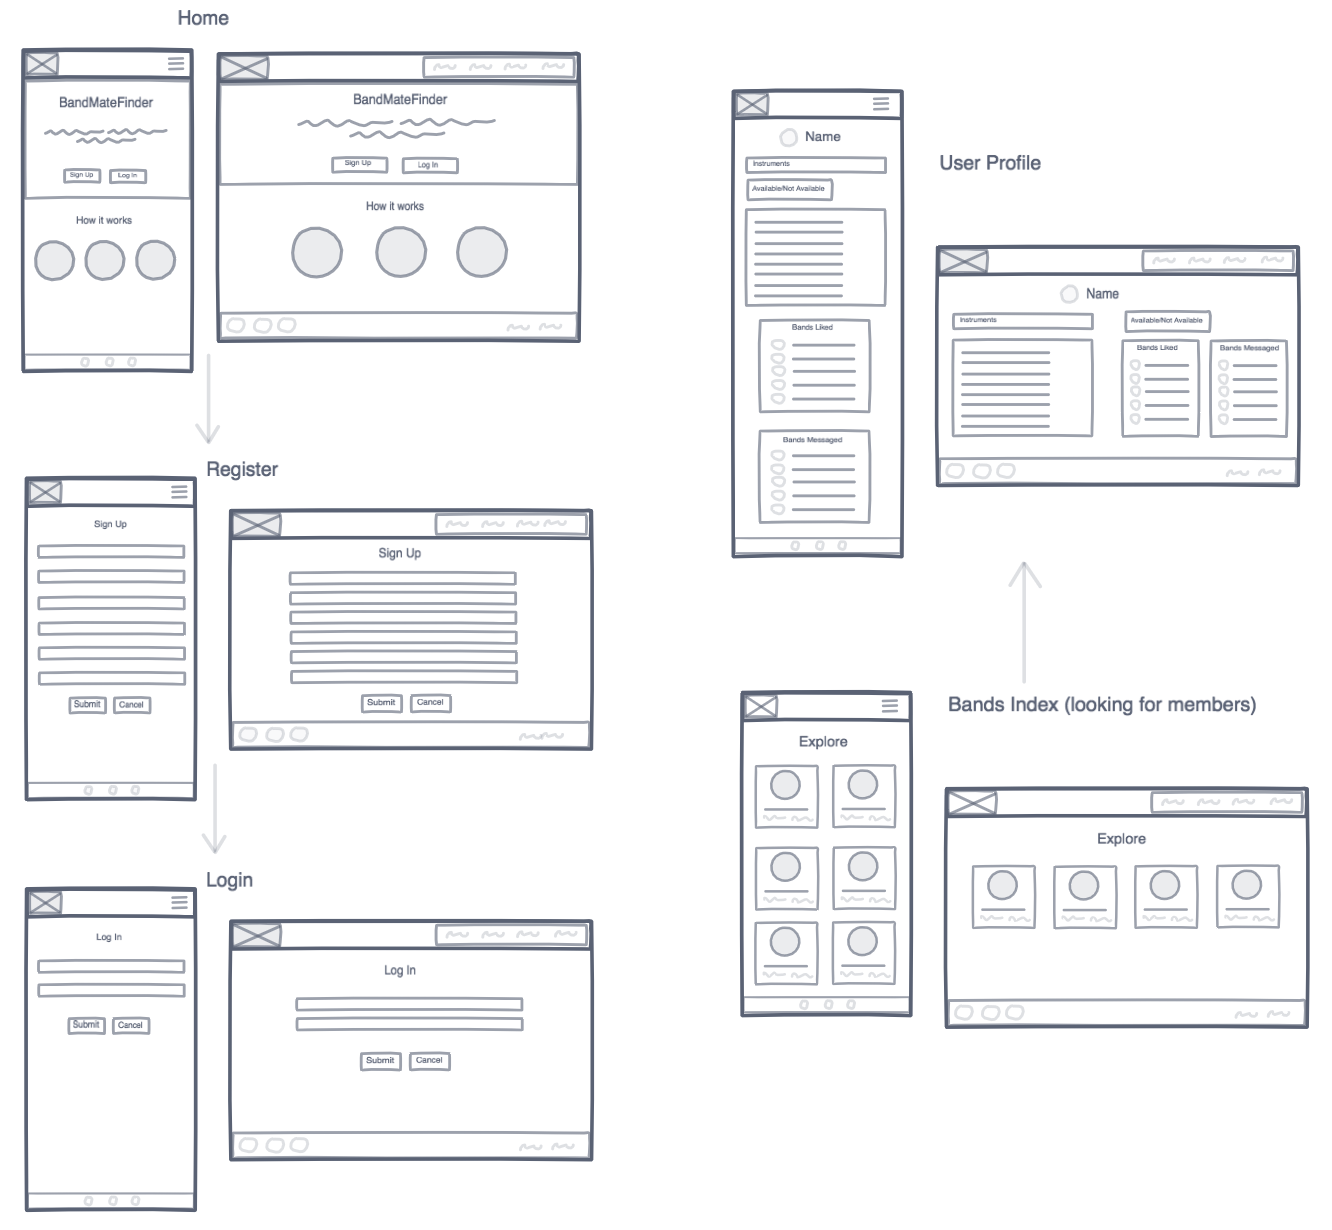 Home
BandMateFinder
Sign Up
Log In
How it works
BandMateFinder
Sign Up
Log In
How it works
Register
Sign Up
Submit
Cancel
Sign Up
Submit
Cancel
Login
Log In
Submit
Cancel
Log In
Submit
Cancel
User Profile
Name
Instruments
Available/Not Available
Bands Liked
Bands Messaged
Name
Instruments
Available/Not Available
Bands Liked
Bands Messaged
Bands Index (looking for members)
Explore
Explore